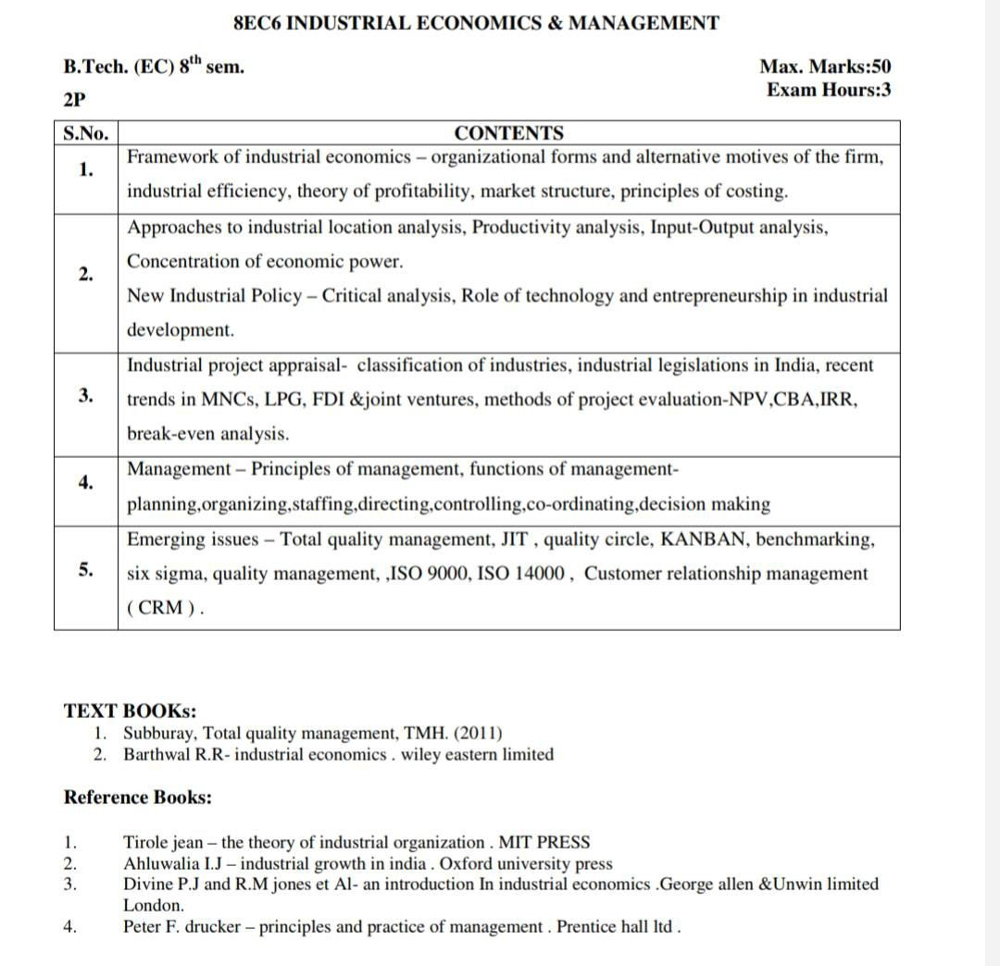 8EC6 INDUSTRIAL ECONOMICS & MANAGEMENT
B.Tech. (EC) 8th sem.
Max. Marks:50
2P
Exam Hours:3
S.No.
CONTENTS
1.
Framework of industrial economics – organizational forms and alternative motives of the firm,
industrial efficiency, theory of profitability, market structure, principles of costing.
2.
Approaches to industrial location analysis, Productivity analysis, Input-Output analysis,
Concentration of economic power.
New Industrial Policy – Critical analysis, Role of technology and entrepreneurship in industrial
development.
3.
Industrial project appraisal-  classification of industries, industrial legislations in India, recent
trends in MNCs, LPG, FDI &joint ventures, methods of project evaluation-NPV,CBA,IRR,
break-even analysis.
4.
Management – Principles of management, functions of management-
planning,organizing,staffing,directing,controlling,co-ordinating,decision making
5.
Emerging issues – Total quality management, JIT , quality circle, KANBAN, benchmarking,
six sigma, quality management, ,ISO 9000, ISO 14000 ,  Customer relationship management
( CRM ) .
TEXT BOOKs:
1. Subburay, Total quality management, TMH. (2011)
2. Barthwal R.R- industrial economics . wiley eastern limited
Reference Books:
1. Tirole jean – the theory of industrial organization . MIT PRESS
2. Ahluwalia I.J – industrial growth in india . Oxford university press
3. Divine P.J and R.M jones et Al- an introduction In industrial economics .George allen &Unwin limited
London.
4. Peter F. drucker – principles and practice of management . Prentice hall ltd .